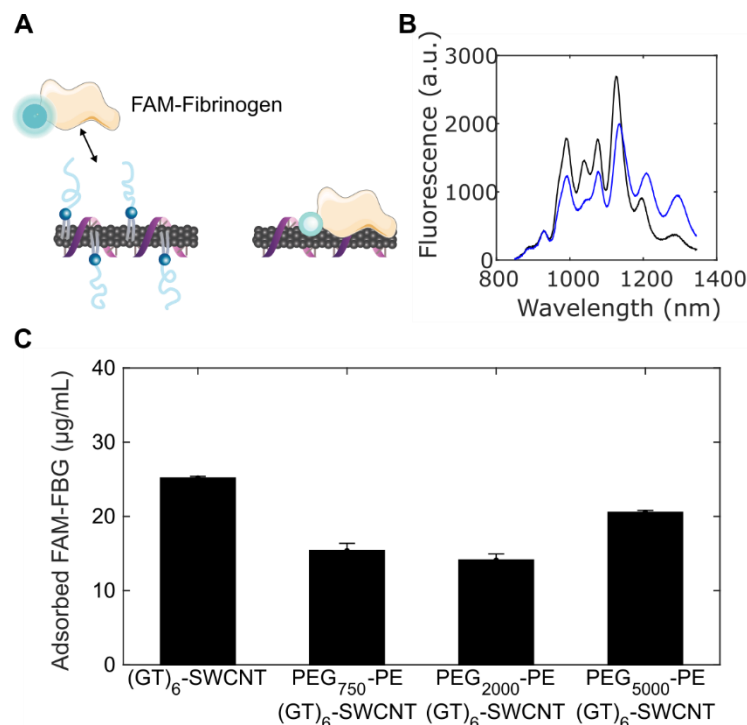 A
FAM-Fibrinogen
B
Fluorescence (a.u.)
3000
2000
1000
0
800 1000 1200 1400
Wavelength (nm)
C
Adsorbed FAM-FBG (µg/mL)
40
30
20
10
0
(GT)₆-SWCNT
PEG₇₅₀-PE
(GT)₆-SWCNT
PEG₂₀₀₀-PE
(GT)₆-SWCNT
PEG₅₀₀₀-PE
(GT)₆-SWCNT